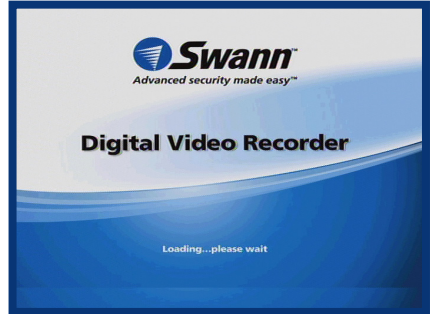 Swann™
Advanced security made easy™
Digital Video Recorder
Loading...please wait